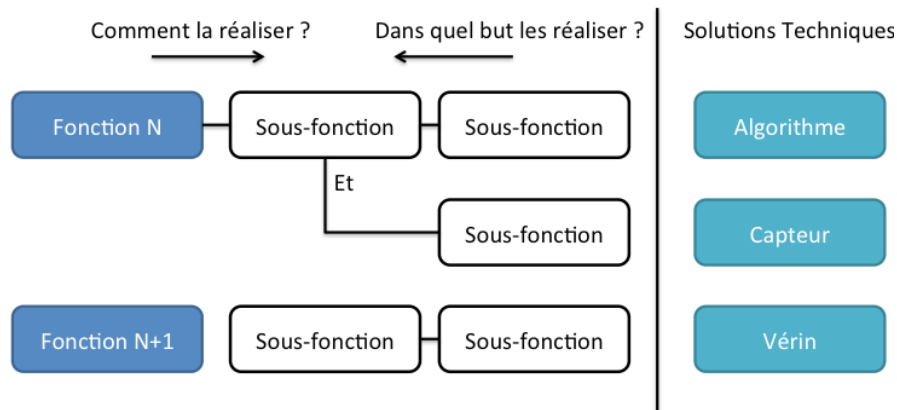 Comment la réaliser ?
Dans quel but les réaliser ?
Solutions Techniques
Fonction N
Sous-fonction
Sous-fonction
Algorithme
Et
Sous-fonction
Capteur
Fonction N+1
Sous-fonction
Sous-fonction
Vérin